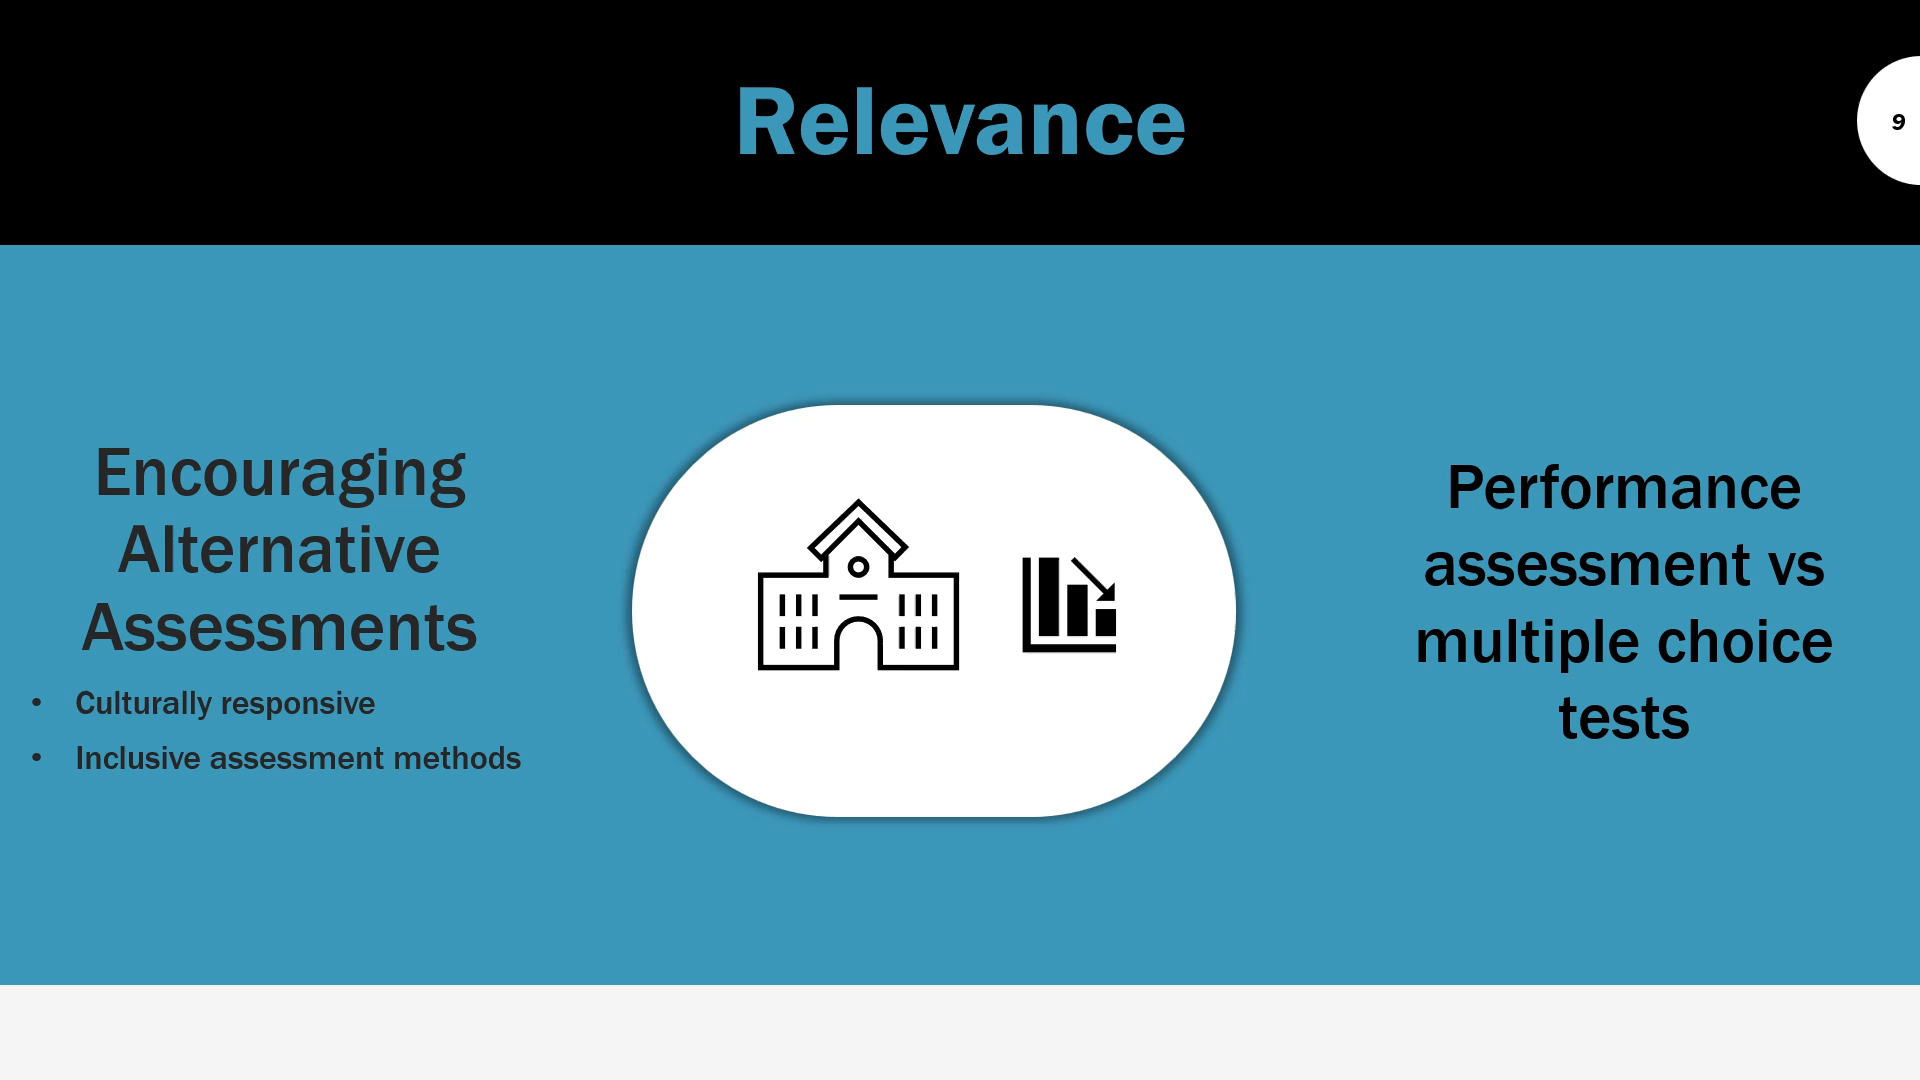 Relevance
9
Encouraging
Alternative
Assessments
• Culturally responsive
• Inclusive assessment methods
Performance
assessment vs
multiple choice
tests